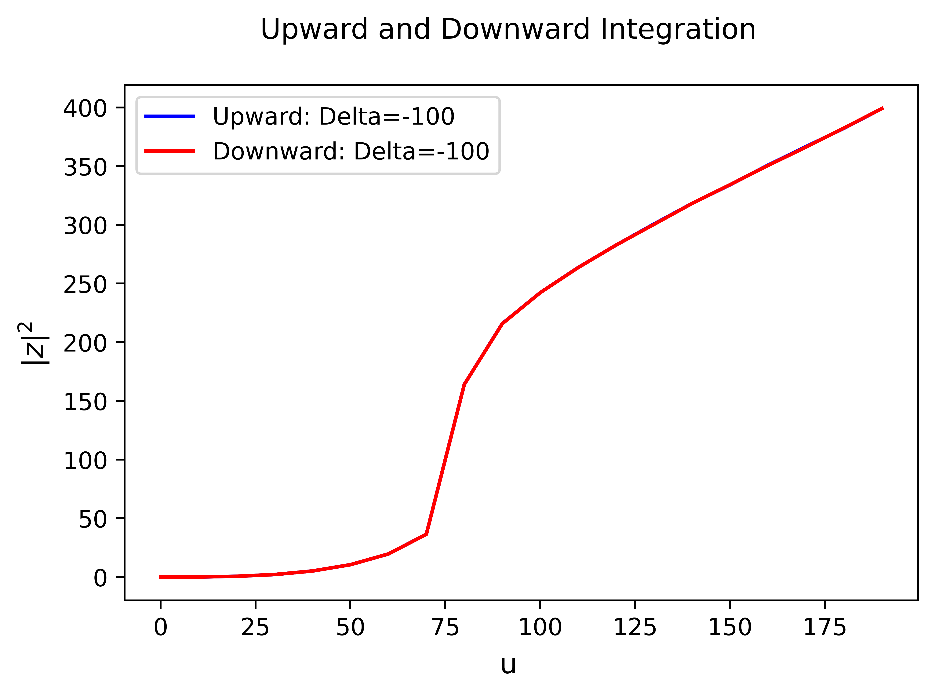 Upward and Downward Integration
Upward: Delta=-100
Downward: Delta=-100
400
350
300
250
200
150
100
50
0
|z|²
0 25 50 75 100 125 150 175
u